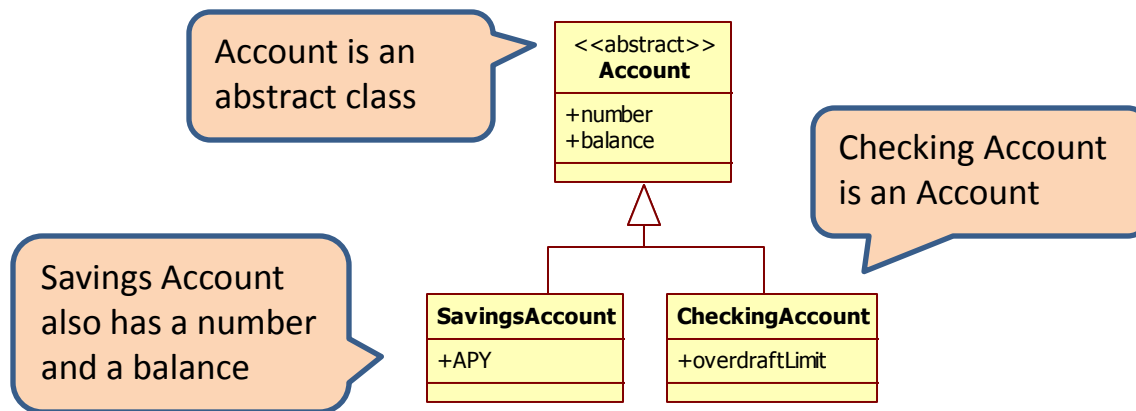 Account is an
abstract class
<<abstract>>
Account
+number
+balance
Checking Account
is an Account
Savings Account
also has a number
and a balance
SavingsAccount
+APY
CheckingAccount
+overdraftLimit